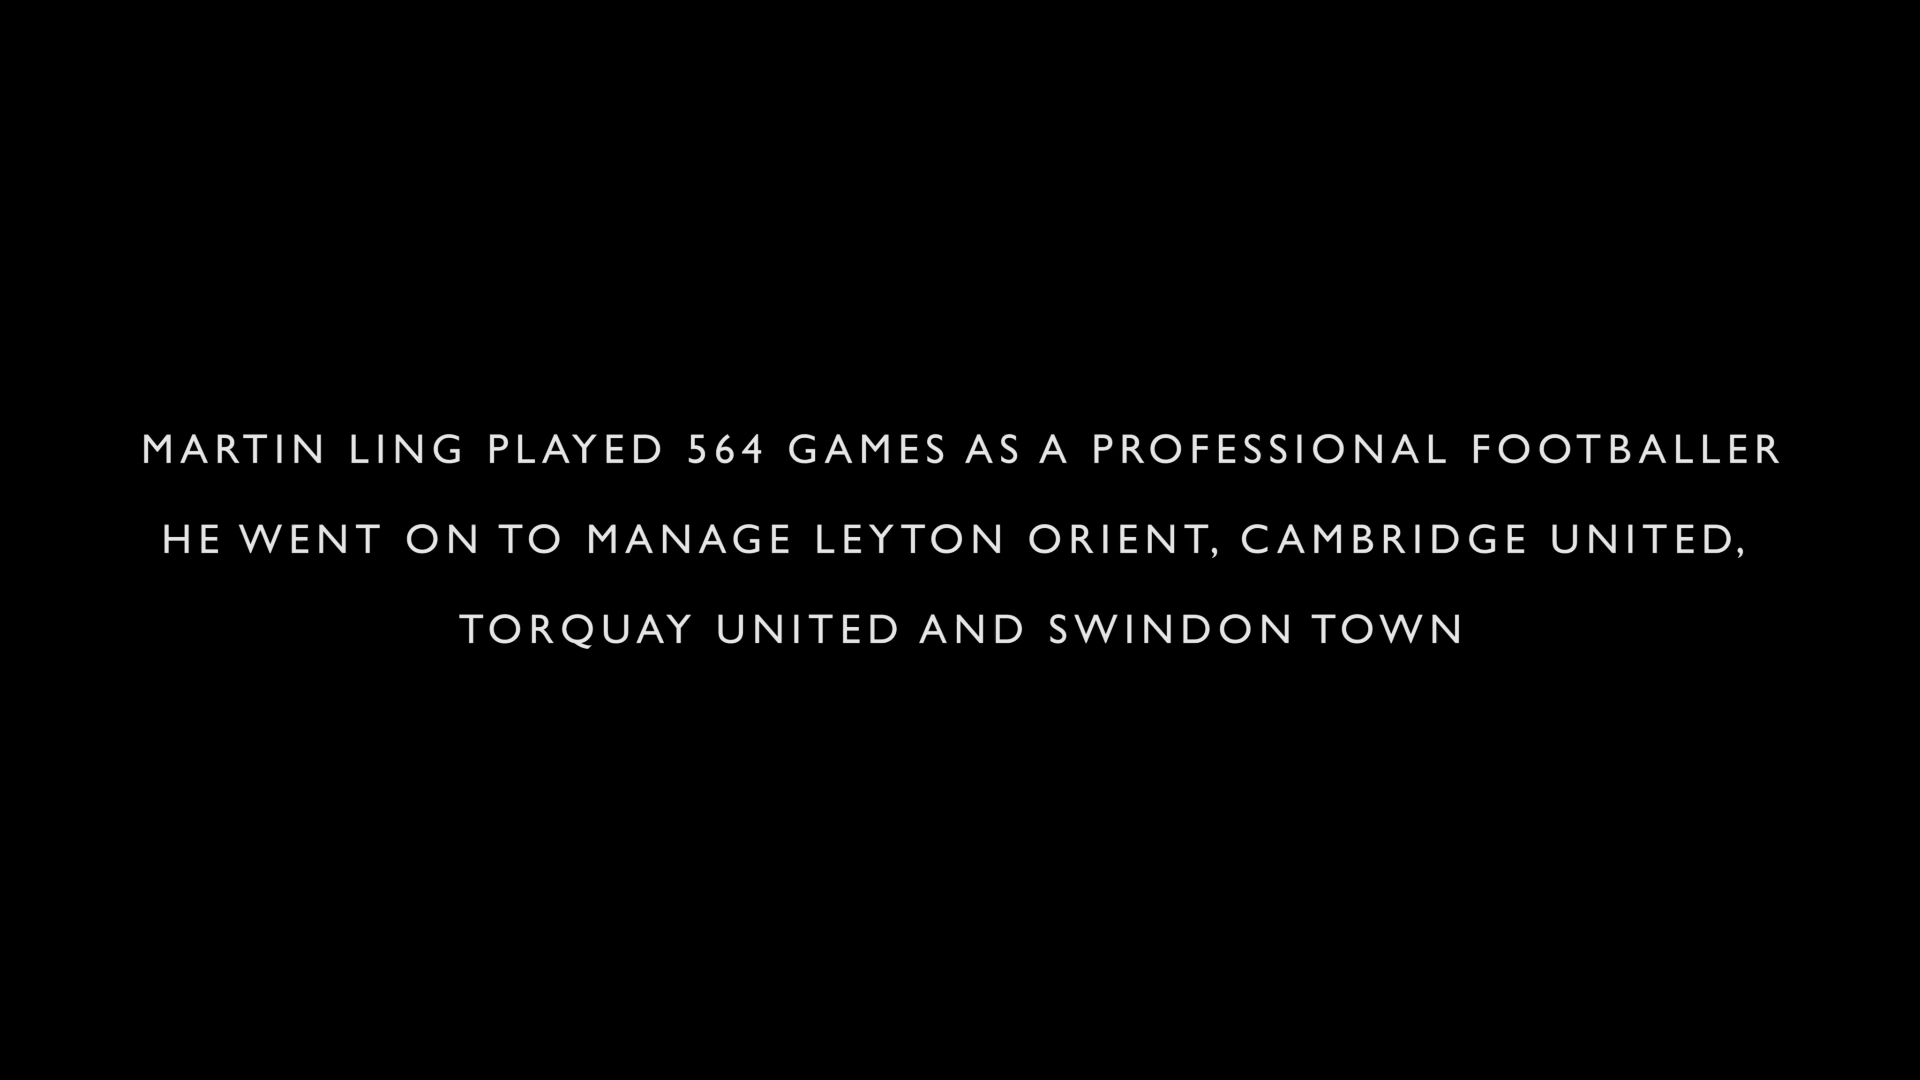 MARTIN LING PLAYED 564 GAMES AS A PROFESSIONAL FOOTBALLER
HE WENT ON TO MANAGE LEYTON ORIENT, CAMBRIDGE UNITED,
TORQUAY UNITED AND SWINDON TOWN